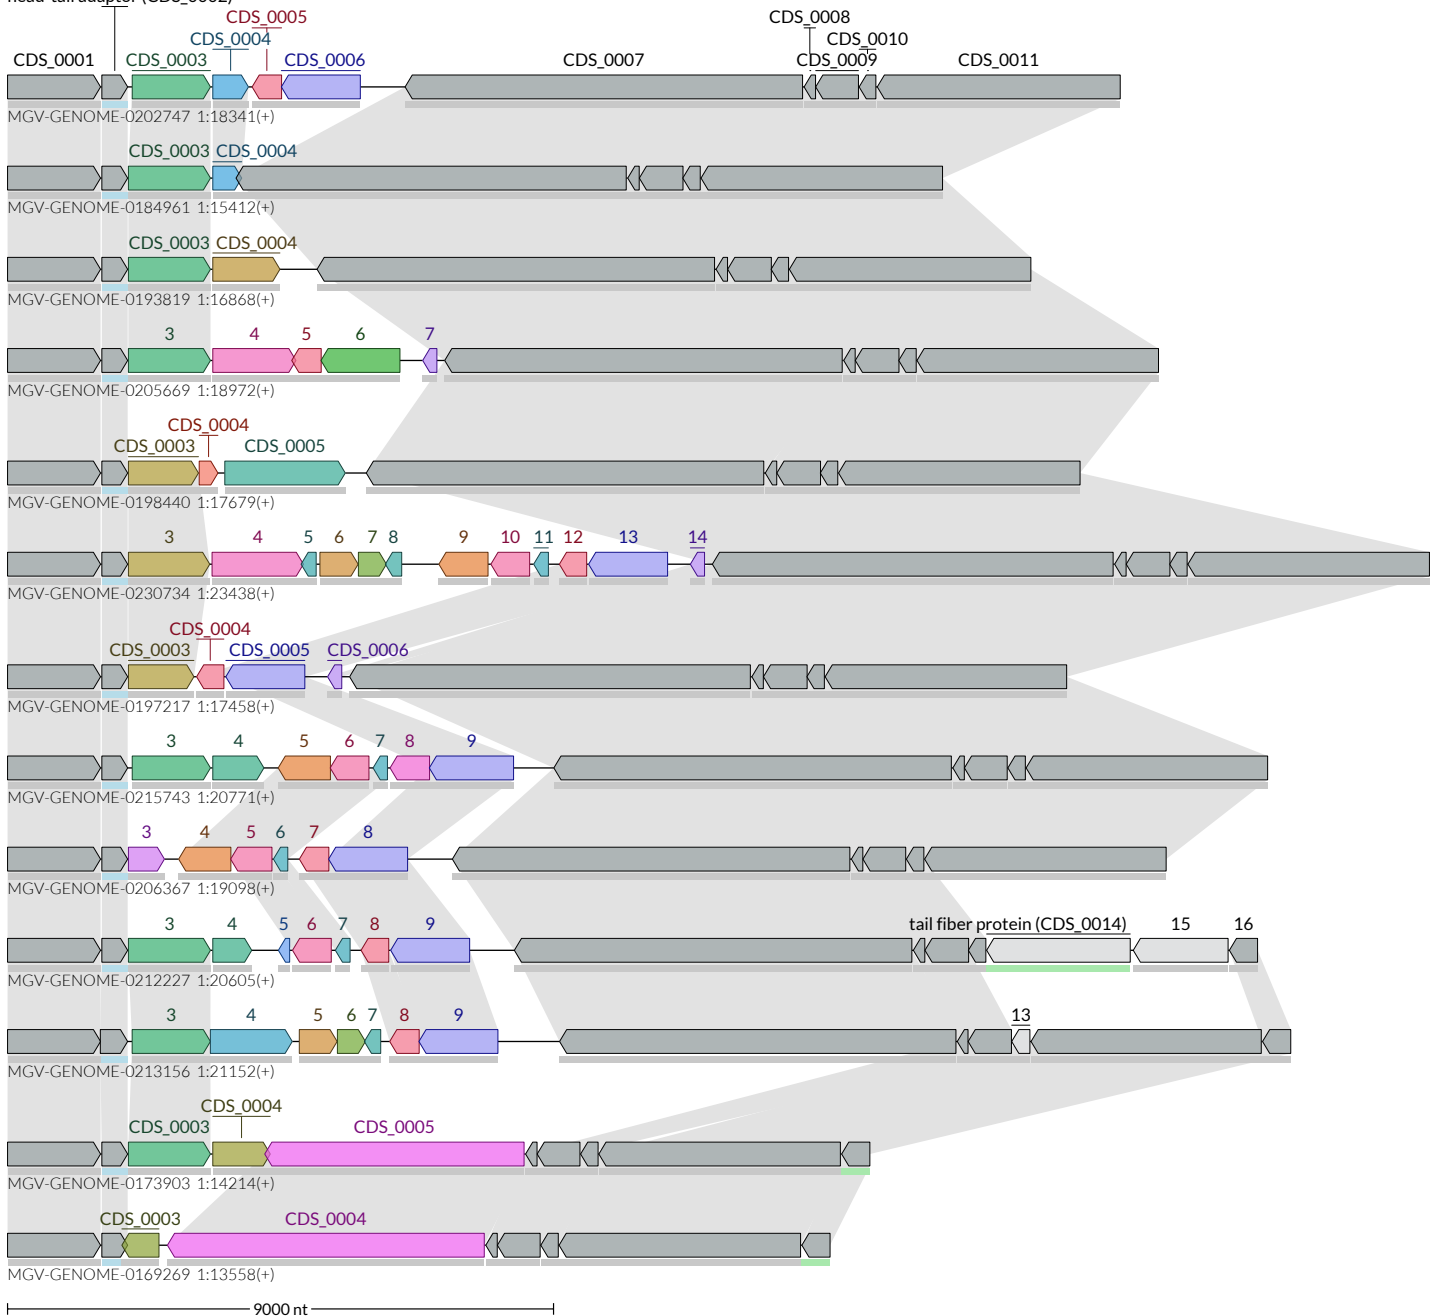 head-tail adaptor (CDS_0002)
CDS_0005 CDS_0008
CDS_0004 CDS_0010
CDS_0001 CDS_0003 CDS_0006 CDS_0007 CDS_0009 CDS_0011
MGV-GENOME-0202747 1:18341(+)
CDS_0003 CDS_0004
MGV-GENOME-0184961 1:15412(+)
CDS_0003 CDS_0004
MGV-GENOME-0193819 1:16868(+)
3 4 5 6 7
MGV-GENOME-0205669 1:18972(+)
CDS_0004
CDS_0003 CDS_0005
MGV-GENOME-0198440 1:17679(+)
3 4 5 6 7 8 9 10 11 12 13 14
MGV-GENOME-0230734 1:23438(+)
CDS_0004
CDS_0003 CDS_0005 CDS_0006
MGV-GENOME-0197217 1:17458(+)
3 4 5 6 7 8 9
MGV-GENOME-0215743 1:20771(+)
3 4 5 6 7 8
MGV-GENOME-0206367 1:19098(+)
3 4 5 6 7 8 9 tail fiber protein (CDS_0014) 15 16
MGV-GENOME-0212227 1:20605(+)
3 4 5 6 7 8 9 13
MGV-GENOME-0213156 1:21152(+)
CDS_0004
CDS_0003 CDS_0005
MGV-GENOME-0173903 1:14214(+)
CDS_0003 CDS_0004
MGV-GENOME-0169269 1:13558(+)
9000 nt